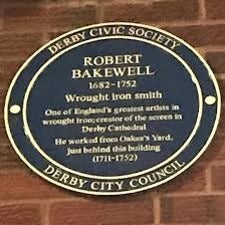 DERBY CIVIC SOCIETY
ROBERT
BAKEWELL
1682-1752
Wrought iron smith
One of England's greatest artists in
wrought iron; creator of the screen in
Derby Cathedral
He worked from Oakes's Yard,
just behind this building
(1711-1752)
DERBY CITY COUNCIL